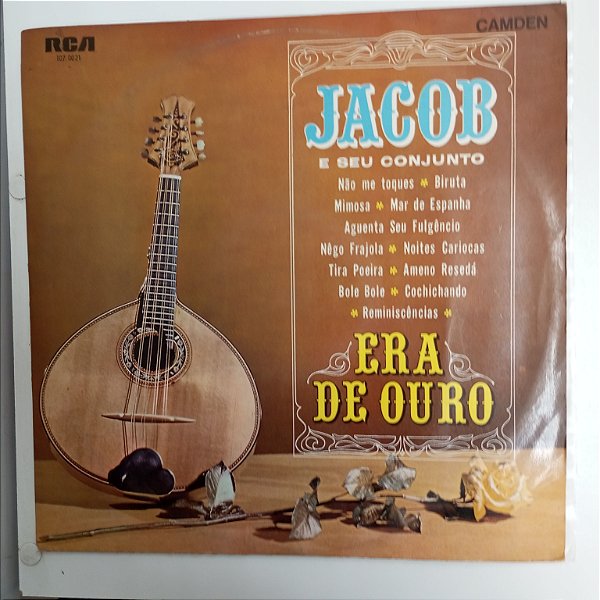 RCA
CAMDEN
JACOB
E SEU CONJUNTO
Não me toques * Biruta
Mimosa * Mar de Espanha
Aguenta Seu Fulgêncio
Nêgo Frajola * Noites Cariocas
Tira Poeira * Ameno Resedá
Bole Bole * Cochichando
* Reminiscências *
ERA
DE OURO